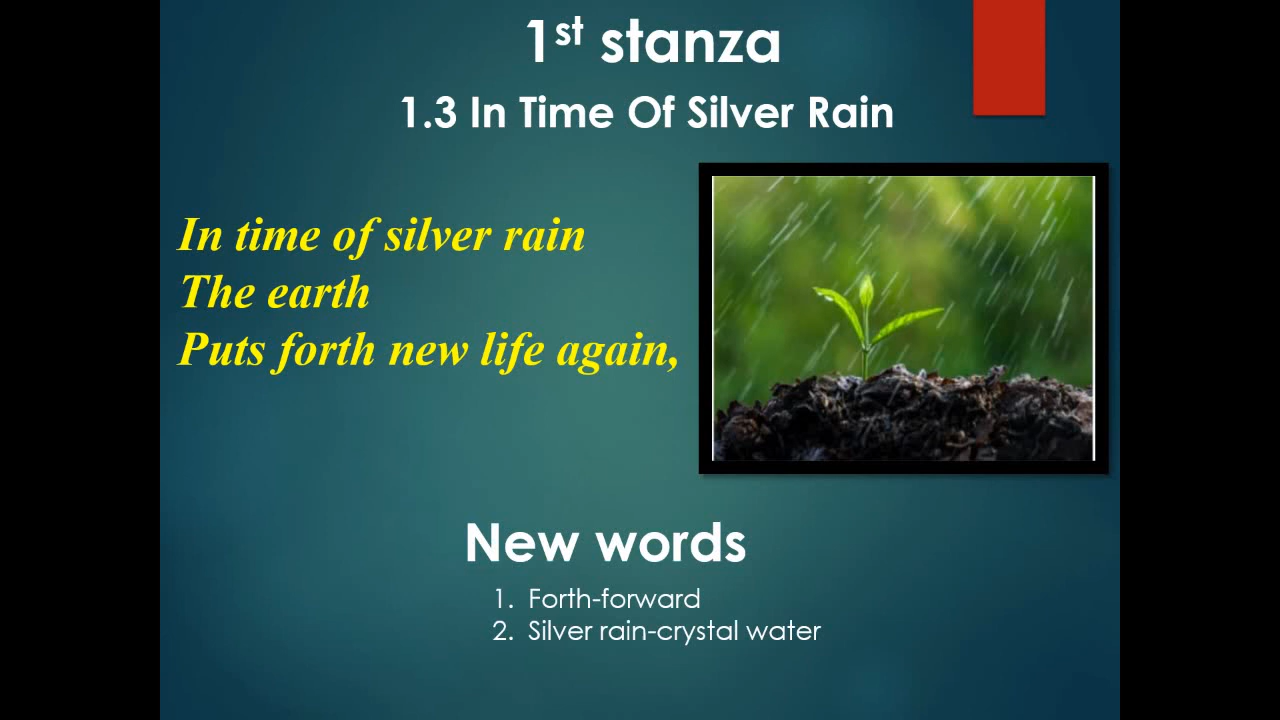 1st stanza
1.3 In Time Of Silver Rain
In time of silver rain
The earth
Puts forth new life again,
New words
1. Forth-forward
2. Silver rain-crystal water